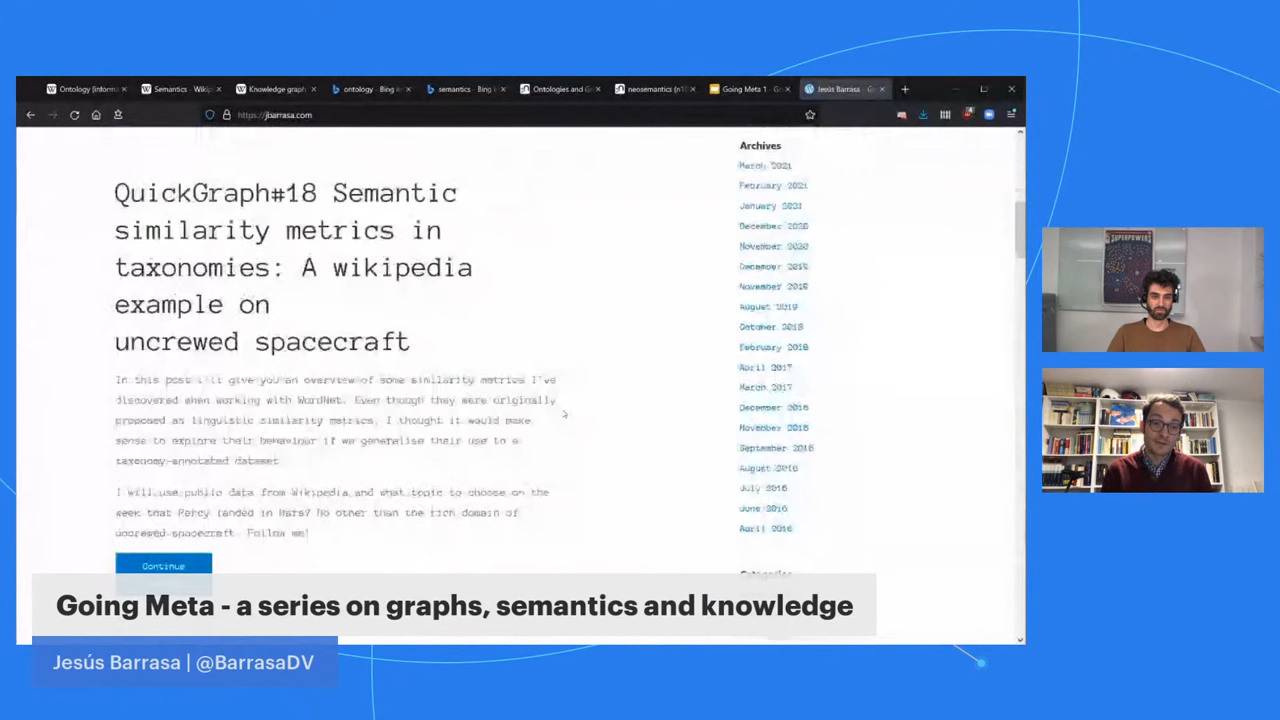 Ontology (inform
Semantics - Wikip
Knowledge graph
ontology - Bing
semantics - Bing
Ontologies and G
neosemantics (n10
Going Meta 1 - G
Jesús Barrasa - G
https://jbarrasa.com
QuickGraph#18 Semantic
similarity metrics in
taxonomies: A wikipedia
example on
uncrewed spacecraft
In this post I'll give you an overview of some similarity metrics I've
discovered when working with WordNet. Even though they were originally
proposed as linguistic similarity metrics, I thought it would make
sense to explore their behaviour if we generalise their use to a
taxonomy-annotated dataset
I will use public data from Wikipedia and what topic to choose on the
week that Percy landed in Mars? No other than the rich domain of
uncrewed spacecraft. Follow me!
Continue
Archives
March 2021
February 2021
January 2021
December 2020
November 2020
December 2019
November 2019
August 2019
October 2018
February 2018
April 2017
March 2017
December 2016
November 2016
September 2016
August 2016
July 2016
June 2016
April 2016
Categories
SUPERPOWERS
Going Meta - a series on graphs, semantics and knowledge
Jesús Barrasa | @BarrasaDV